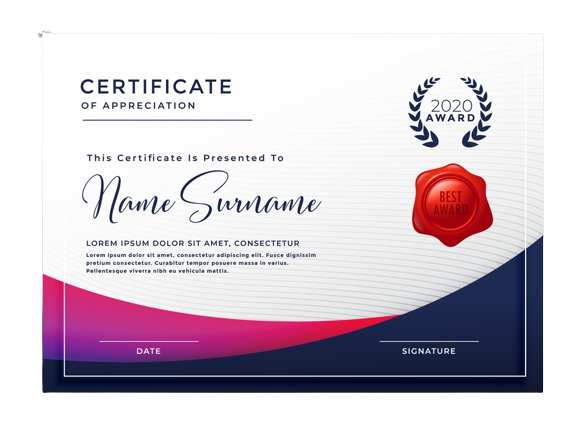 CERTIFICATE
OF APPRECIATION
2020
AWARD
This Certificate Is Presented To
Name Surname
BEST
AWARD
LOREM IPSUM DOLOR SIT AMET, CONSECTETUR
Lorem ipsum dolor sit amet, consectetur adipiscing elit. Fusce dignissim
pretium consectetur. Curabitur tempor posuere massa in varius.
Pellentesque viverra nibh eu vehicula mattis.
DATE
SIGNATURE